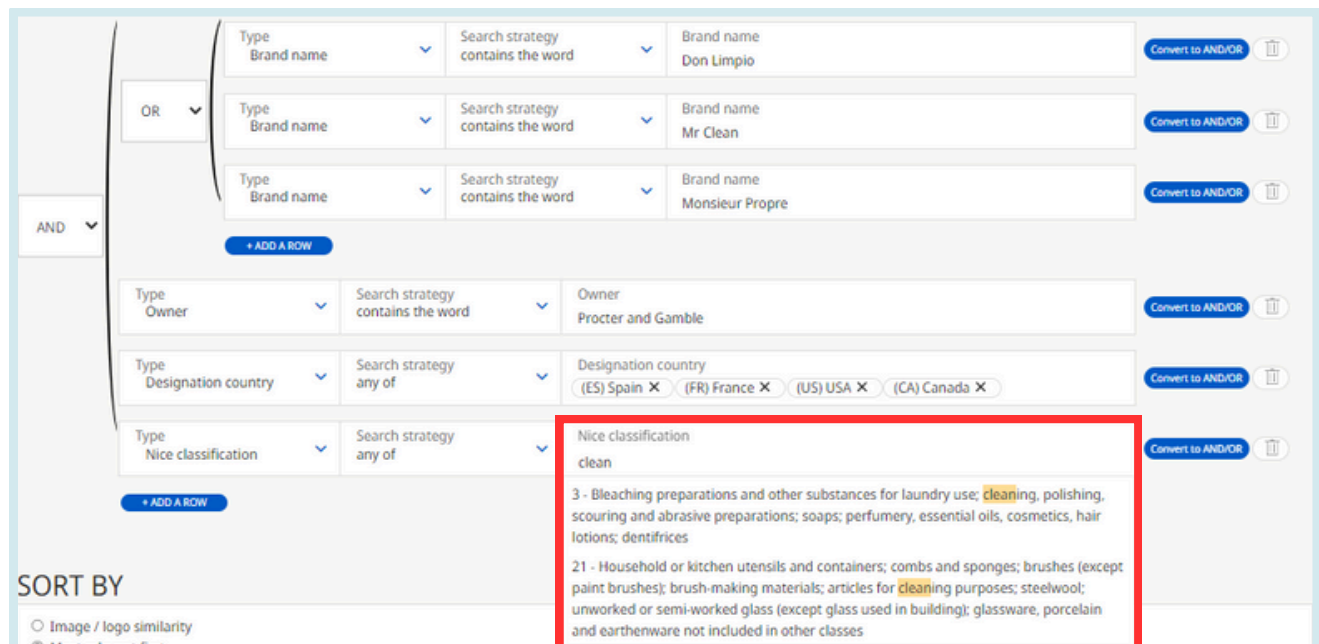 Type
Brand name
Search strategy
contains the word
Brand name
Don Limpio
Convert to AND/OR
OR
Type
Brand name
Search strategy
contains the word
Brand name
Mr Clean
Convert to AND/OR
Type
Brand name
Search strategy
contains the word
Brand name
Monsieur Propre
Convert to AND/OR
AND
+ ADD A ROW
Type
Owner
Search strategy
contains the word
Owner
Procter and Gamble
Convert to AND/OR
Type
Designation country
Search strategy
any of
Designation country
(ES) Spain ✕ (FR) France ✕ (US) USA ✕ (CA) Canada ✕
Convert to AND/OR
Type
Nice classification
Search strategy
any of
Nice classification
clean
Convert to AND/OR
+ ADD A ROW
3 - Bleaching preparations and other substances for laundry use; cleaning, polishing,
scouring and abrasive preparations; soaps; perfumery, essential oils, cosmetics, hair
lotions; dentifrices
21 - Household or kitchen utensils and containers; combs and sponges; brushes (except
paint brushes); brush-making materials; articles for cleaning purposes; steelwool;
unworked or semi-worked glass (except glass used in building); glassware, porcelain
and earthenware not included in other classes
SORT BY
Image / logo similarity